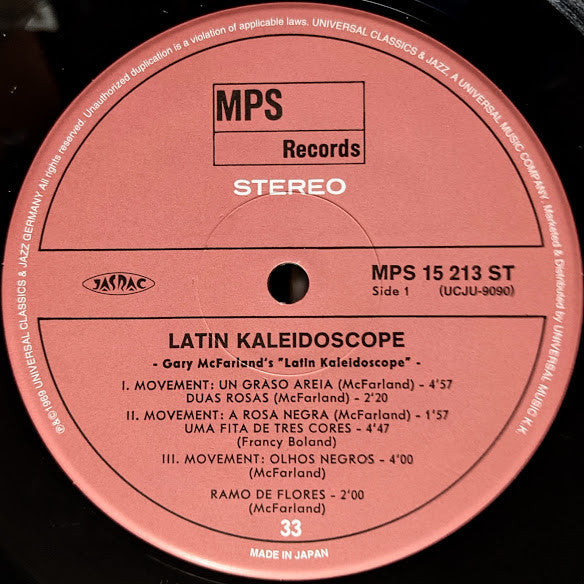 MPS
Records
STEREO
JASRAC
MPS 15 213 ST
Side 1 (UCJU-9090)
LATIN KALEIDOSCOPE
- Gary McFarland's "Latin Kaleidoscope" -
I. MOVEMENT: UN GRASO AREIA (McFarland) - 4'57
DUAS ROSAS (McFarland) - 2'20
II. MOVEMENT: A ROSA NEGRA (McFarland) - 1'57
UMA FITA DE TRES CORES - 4'47
(Francy Boland)
III. MOVEMENT: OLHOS NEGROS - 4'00
(McFarland)
RAMO DE FLORES - 2'00
(McFarland)
33
MADE IN JAPAN
℗&©1969 UNIVERSAL CLASSICS & JAZZ GERMANY All rights reserved. Unauthorized duplication is a violation of applicable laws. UNIVERSAL CLASSICS & JAZZ. A UNIVERSAL MUSIC COMPANY. Marketed & Distributed by UNIVERSAL MUSIC K.K.